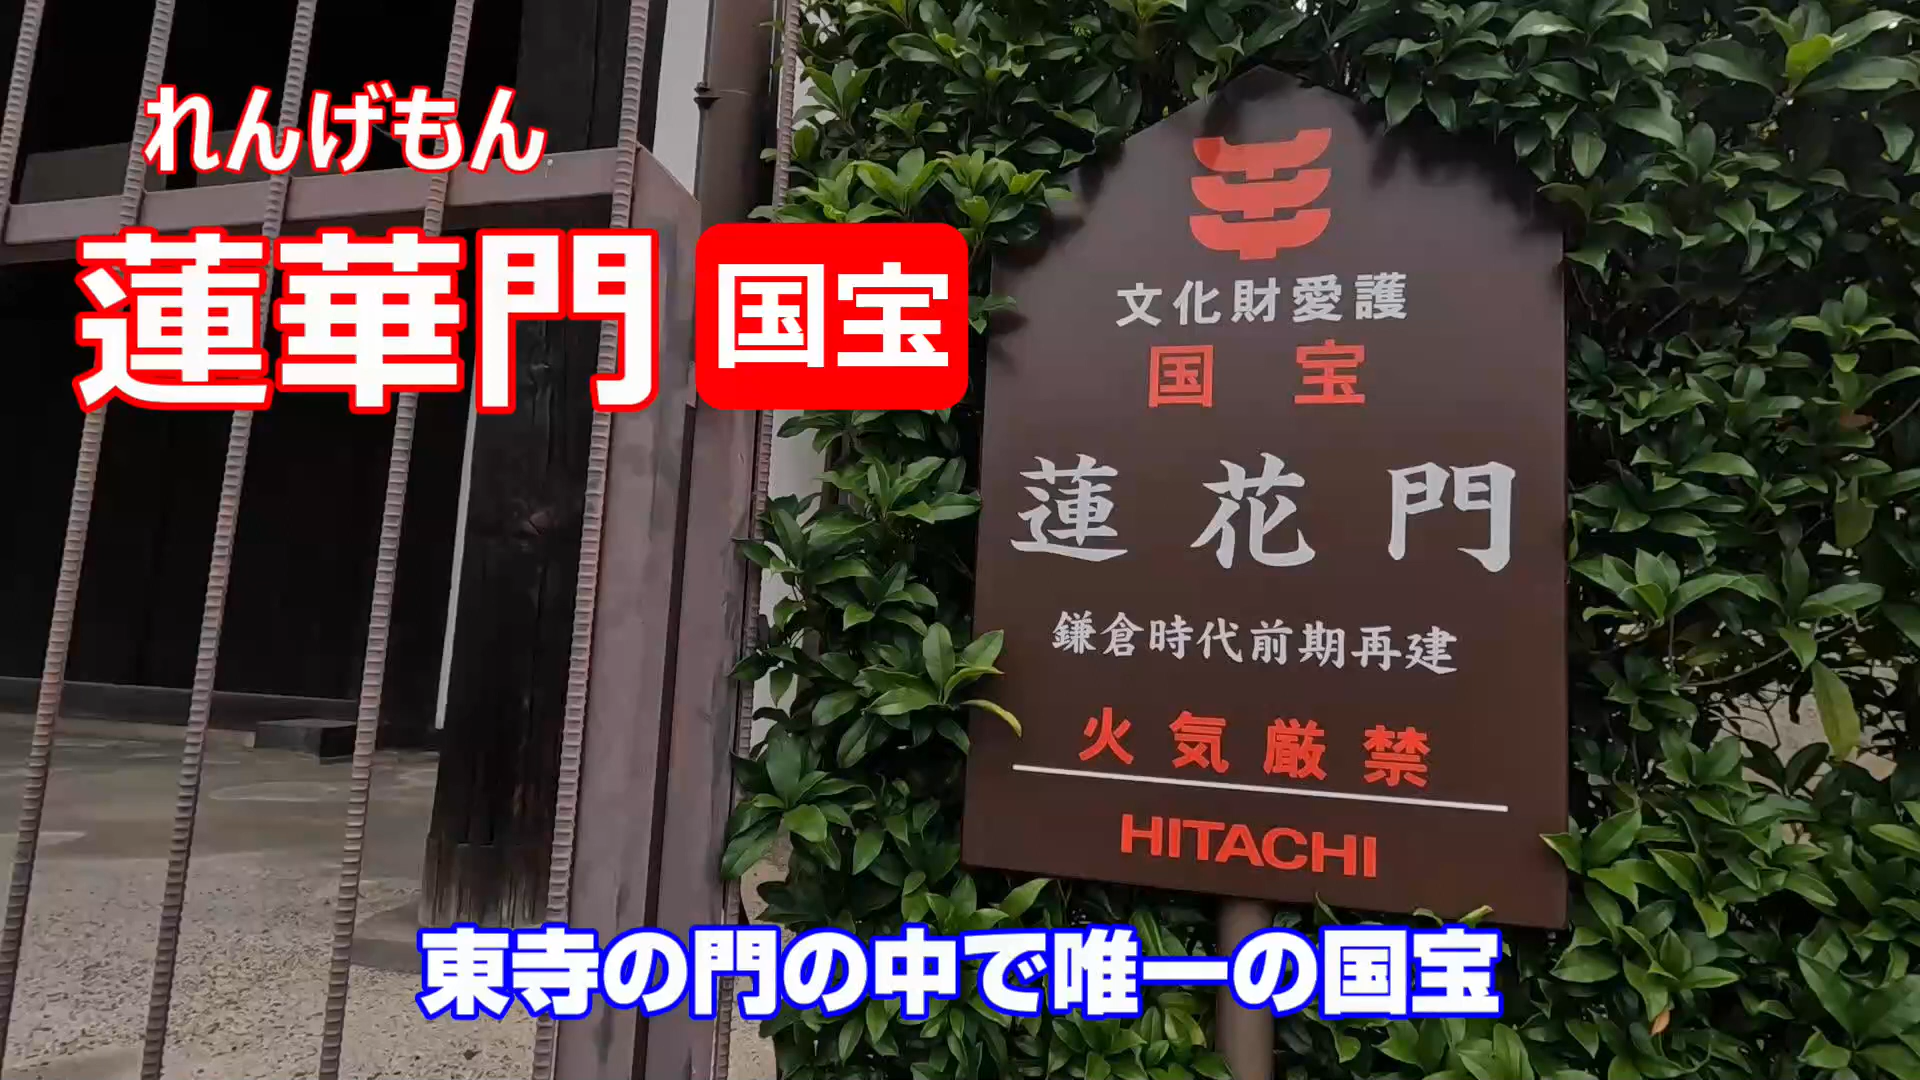 れんげもん
蓮華門 国宝
文化財愛護
国宝
蓮花門
鎌倉時代前期再建
火気厳禁
HITACHI
東寺の門の中で唯一の国宝